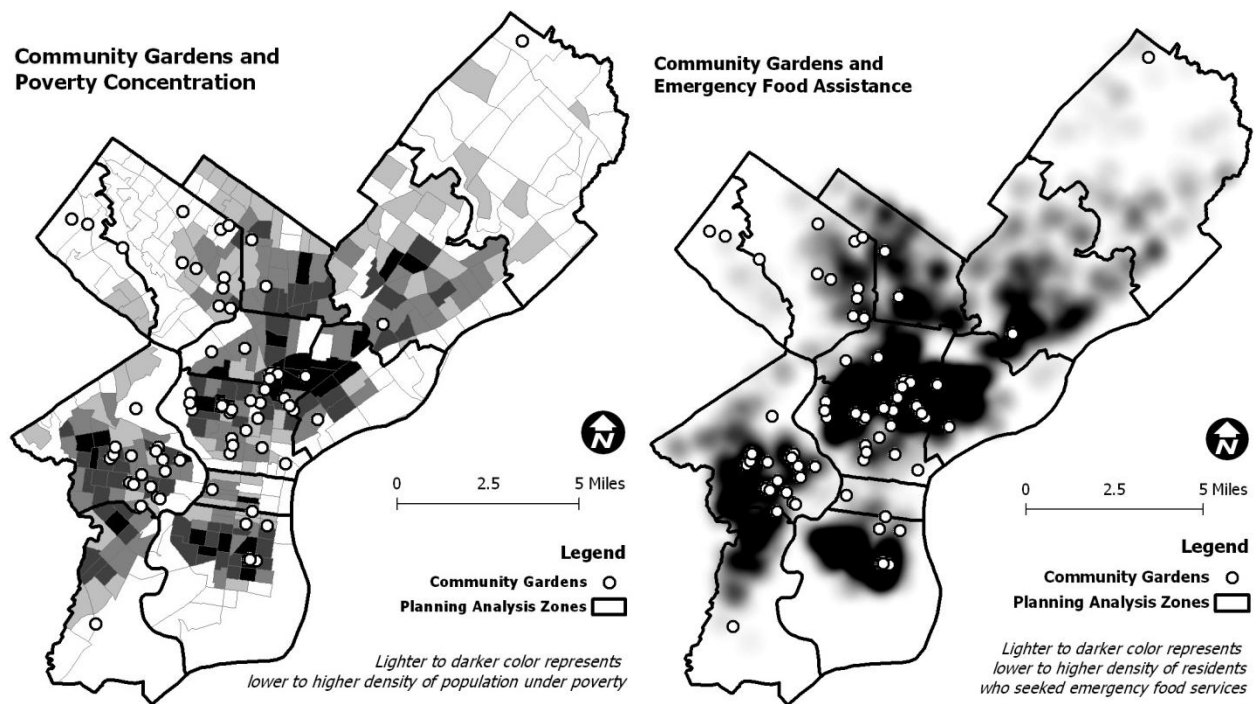 Community Gardens and
Poverty Concentration
N
0
2.5
5 Miles
Legend
Community Gardens
Planning Analysis Zones
Lighter to darker color represents
lower to higher density of population under poverty
Community Gardens and
Emergency Food Assistance
N
0
2.5
5 Miles
Legend
Community Gardens
Planning Analysis Zones
Lighter to darker color represents
lower to higher density of residents
who seeked emergency food services